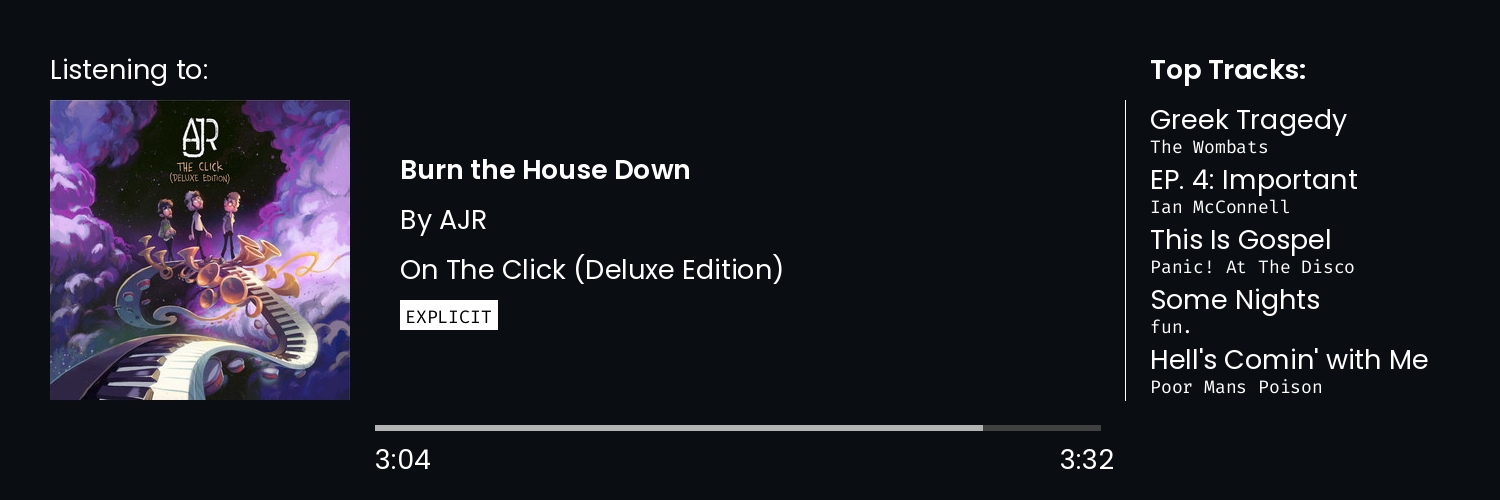 Listening to:
AJR
THE CLICK
(DELUXE EDITION)
Burn the House Down
By AJR
On The Click (Deluxe Edition)
EXPLICIT
3:04
3:32
Top Tracks:
Greek Tragedy
The Wombats
EP. 4: Important
Ian McConnell
This Is Gospel
Panic! At The Disco
Some Nights
fun.
Hell's Comin' with Me
Poor Mans Poison